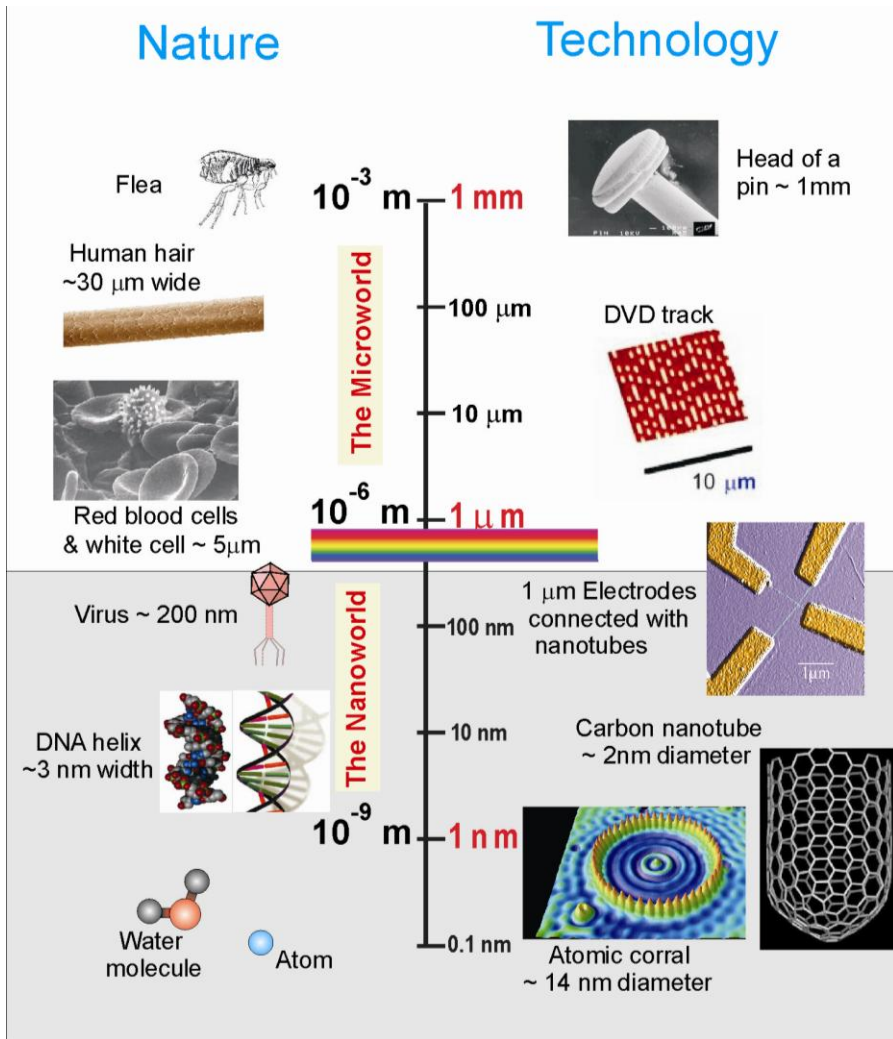 Nature
Technology
Flea
10⁻³ m
1 mm
Head of a
pin ~ 1mm
Human hair
~30 μm wide
The Microworld
100 μm
DVD track
10 μm
10 μm
Red blood cells
& white cell ~ 5μm
10⁻⁶ m
1 μm
Virus ~ 200 nm
The Nanoworld
100 nm
1 μm Electrodes
connected with
nanotubes
1μm
DNA helix
~3 nm width
10 nm
Carbon nanotube
~ 2nm diameter
10⁻⁹ m
1 nm
Water
molecule
Atom
0.1 nm
Atomic corral
~ 14 nm diameter